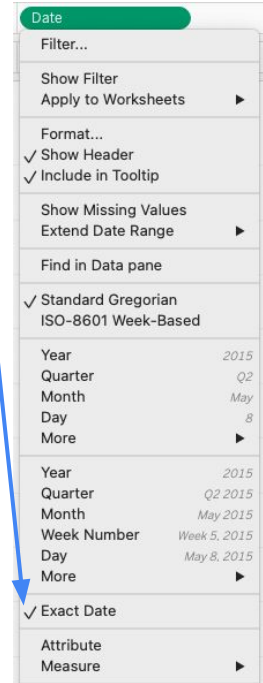 Date
Filter...
Show Filter
Apply to Worksheets ▶
Format...
✓ Show Header
✓ Include in Tooltip
Show Missing Values
Extend Date Range ▶
Find in Data pane
✓ Standard Gregorian
ISO-8601 Week-Based
Year 2015
Quarter Q2
Month May
Day 8
More ▶
Year 2015
Quarter Q2 2015
Month May 2015
Week Number Week 5, 2015
Day May 8, 2015
More ▶
✓ Exact Date
Attribute
Measure ▶